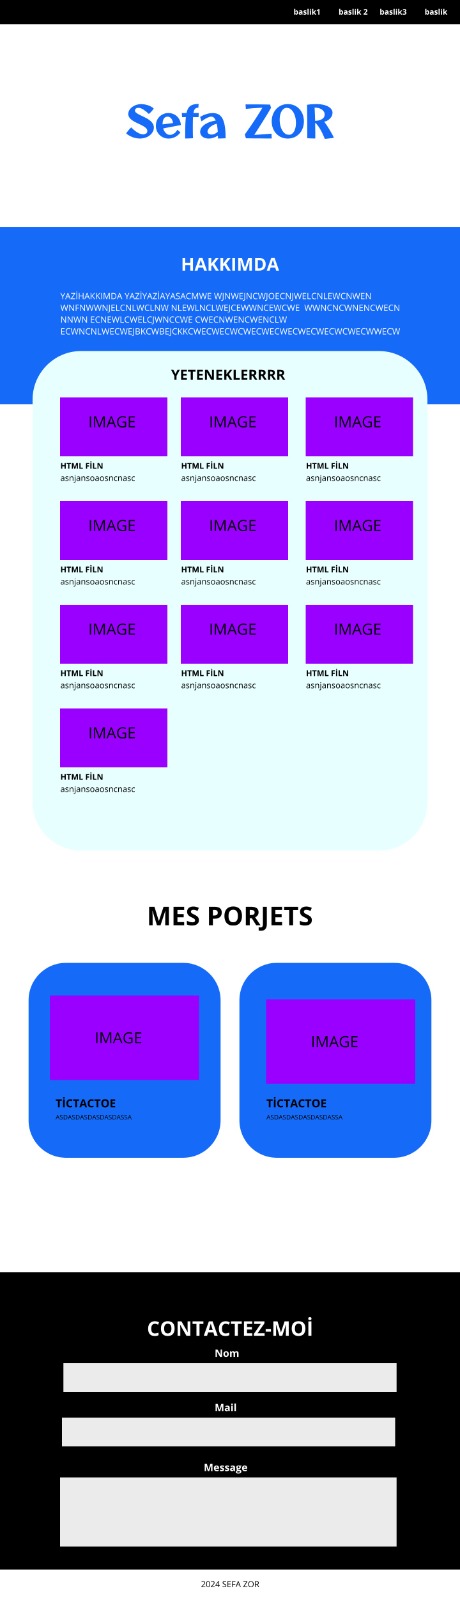 baslik1 baslik 2 baslik3 baslik
Sefa ZOR
HAKKIMDA
YAZİHAKKIMDA YAZİYAZİAYASACMWE WJNWEJNCWJOECNJWELCNLEWCNWEN
WNFNWWNJELCNLWCLNW NLEWLNCLWEJCEWWNCEWCWE WWNCNCWNENCWECN
NNWN ECNEWLCWELCJWNCCWE CWECNWENCWENCLW
ECWNCNLWECWEJBKCWBEJCKKCWECWECWCWECWECWECWECWECWECWCWECWWECW
YETENEKLERRRR
IMAGE IMAGE IMAGE
HTML FİLN HTML FİLN HTML FİLN
asnjansoaosncnasc asnjansoaosncnasc asnjansoaosncnasc
IMAGE IMAGE IMAGE
HTML FİLN HTML FİLN HTML FİLN
asnjansoaosncnasc asnjansoaosncnasc asnjansoaosncnasc
IMAGE IMAGE IMAGE
HTML FİLN HTML FİLN HTML FİLN
asnjansoaosncnasc asnjansoaosncnasc asnjansoaosncnasc
IMAGE
HTML FİLN
asnjansoaosncnasc
MES PORJETS
IMAGE IMAGE
TİCTACTOE TİCTACTOE
ASDASDASDASDASDASSA ASDASDASDASDASDASSA
CONTACTEZ-MOİ
Nom
Mail
Message
2024 SEFA ZOR